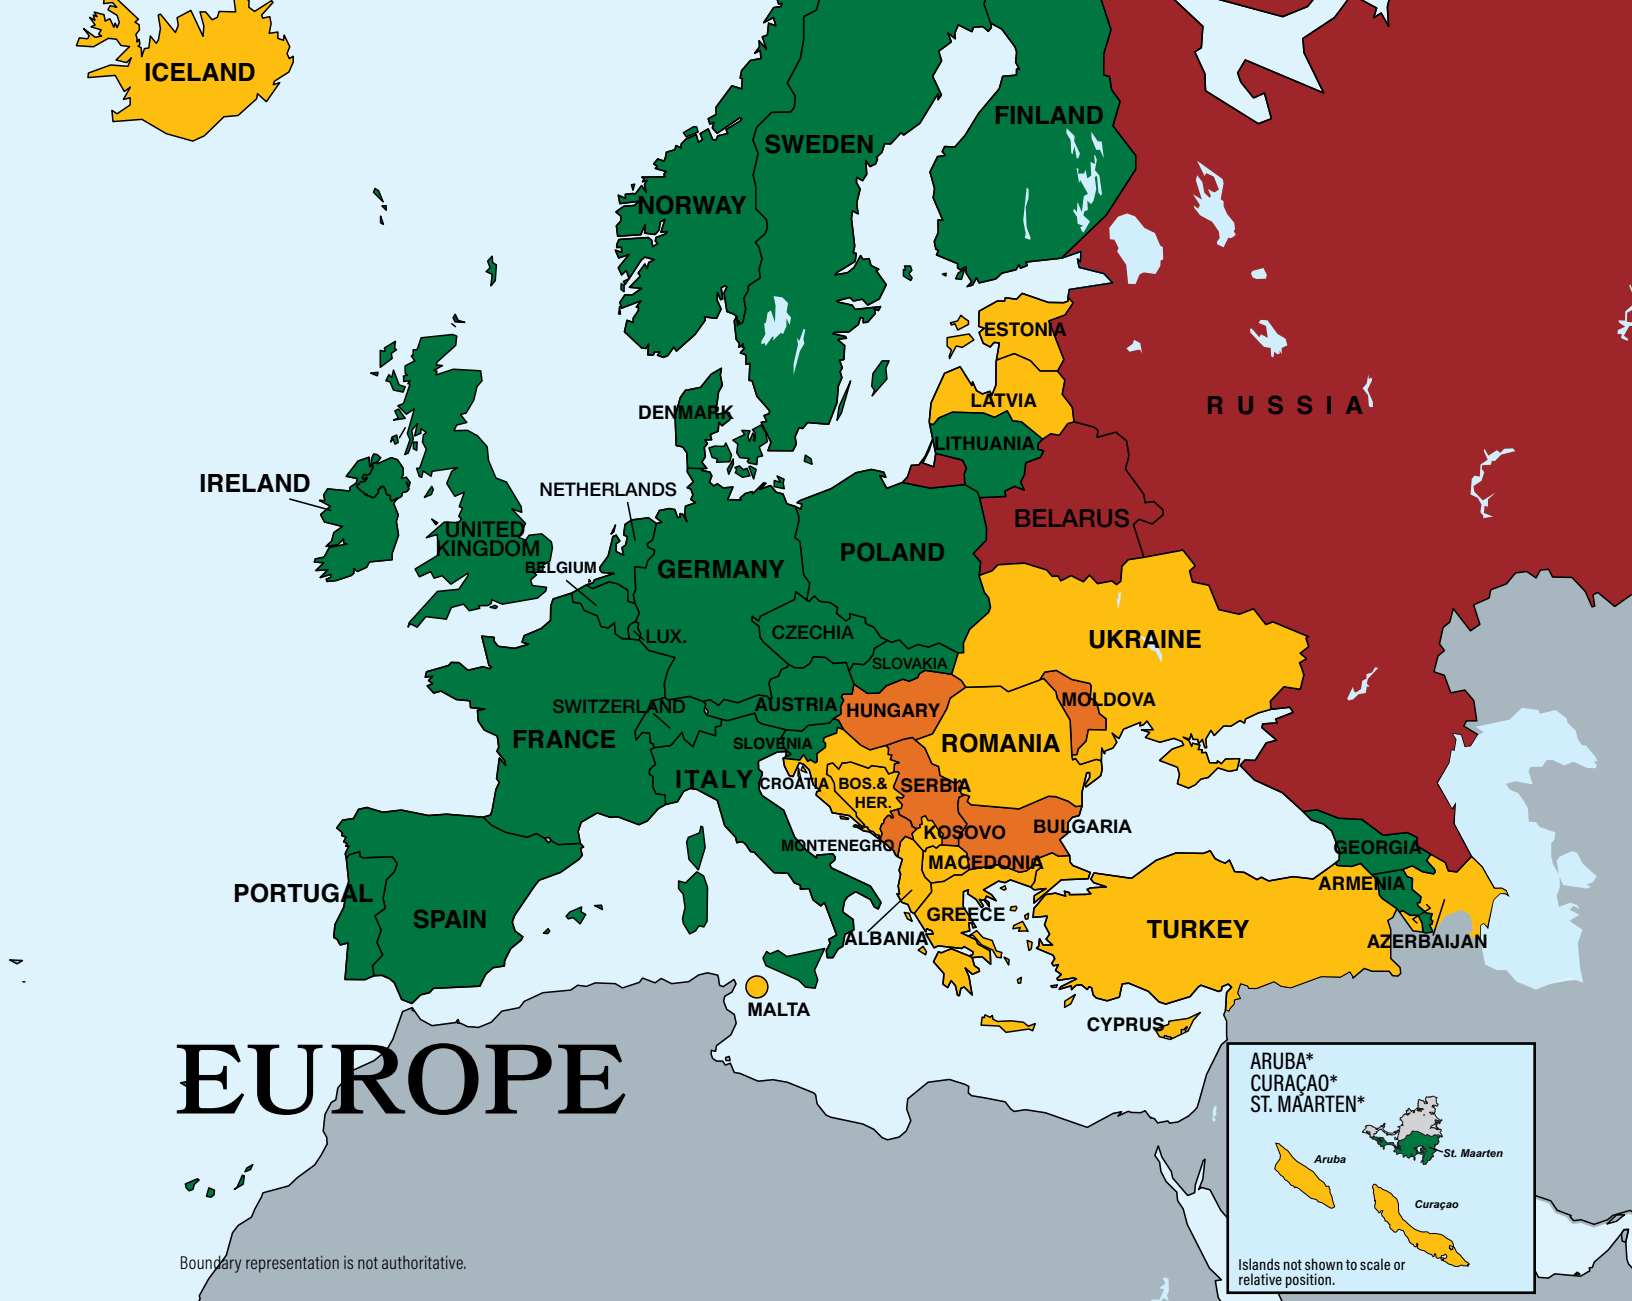 ICELAND
FINLAND
SWEDEN
NORWAY
ESTONIA
LATVIA
RUSSIA
DENMARK
LITHUANIA
IRELAND
NETHERLANDS
UNITED
KINGDOM
BELARUS
POLAND
BELGIUM
GERMANY
CZECHIA
LUX.
UKRAINE
SLOVAKIA
SWITZERLAND
AUSTRIA
HUNGARY
MOLDOVA
FRANCE
SLOVENIA
ROMANIA
ITALY
CROATIA
BOS.&
HER.
SERBIA
MONTENEGRO
KOSOVO
BULGARIA
GEORGIA
MACEDONIA
ARMENIA
PORTUGAL
SPAIN
GREECE
TURKEY
ALBANIA
AZERBAIJAN
MALTA
CYPRUS
EUROPE
ARUBA*
CURAÇAO*
ST. MAARTEN*
St. Maarten
Aruba
Curaçao
Islands not shown to scale or
relative position.
Boundary representation is not authoritative.